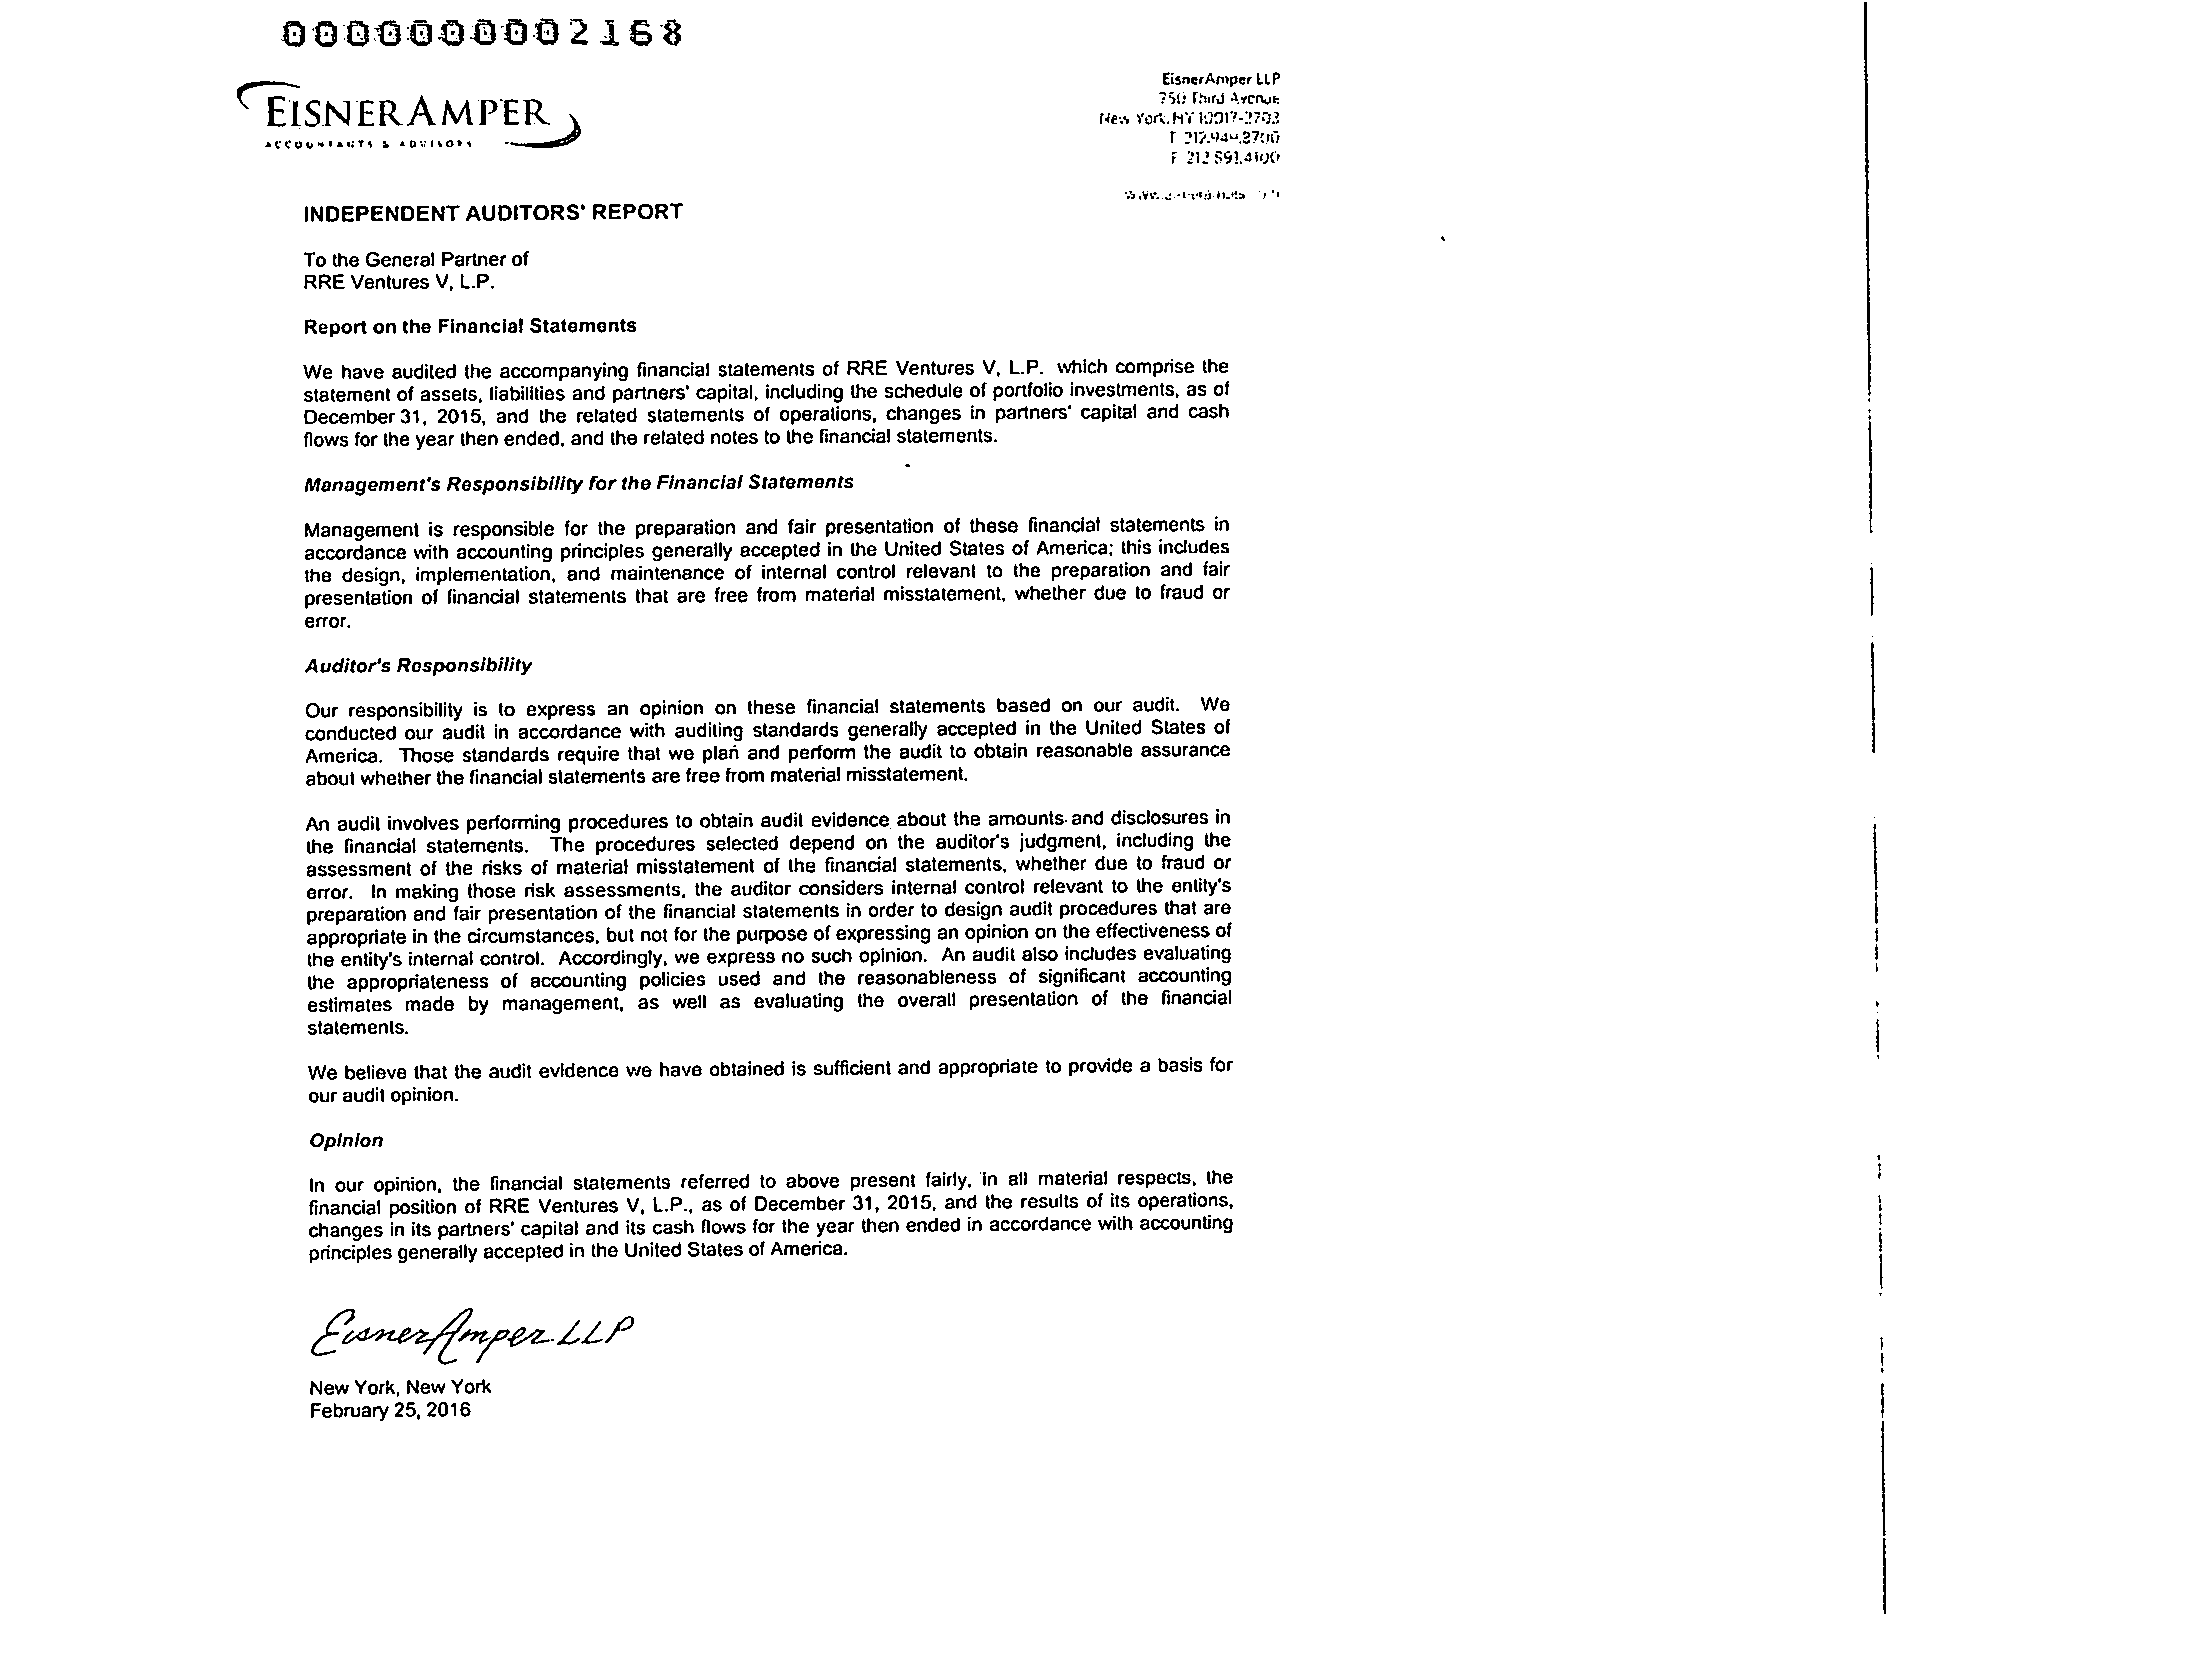 0000000002168
EISNERAMPER
ACCOUNTANTS & ADVISORS
EisnerAmper LLP
750 Third Avenue
New York, NY 10017-2703
T 212.949.8700
F 212.891.4100
INDEPENDENT AUDITORS' REPORT
To the General Partner of
RRE Ventures V, L.P.
Report on the Financial Statements
We have audited the accompanying financial statements of RRE Ventures V, L.P. which comprise the
statement of assets, liabilities and partners' capital, including the schedule of portfolio investments, as of
December 31, 2015, and the related statements of operations, changes in partners' capital and cash
flows for the year then ended, and the related notes to the financial statements.
Management's Responsibility for the Financial Statements
Management is responsible for the preparation and fair presentation of these financial statements in
accordance with accounting principles generally accepted in the United States of America; this includes
the design, implementation, and maintenance of internal control relevant to the preparation and fair
presentation of financial statements that are free from material misstatement, whether due to fraud or
error.
Auditor's Responsibility
Our responsibility is to express an opinion on these financial statements based on our audit. We
conducted our audit in accordance with auditing standards generally accepted in the United States of
America. Those standards require that we plan and perform the audit to obtain reasonable assurance
about whether the financial statements are free from material misstatement.
An audit involves performing procedures to obtain audit evidence about the amounts and disclosures in
the financial statements. The procedures selected depend on the auditor's judgment, including the
assessment of the risks of material misstatement of the financial statements, whether due to fraud or
error. In making those risk assessments, the auditor considers internal control relevant to the entity's
preparation and fair presentation of the financial statements in order to design audit procedures that are
appropriate in the circumstances, but not for the purpose of expressing an opinion on the effectiveness of
the entity's internal control. Accordingly, we express no such opinion. An audit also includes evaluating
the appropriateness of accounting policies used and the reasonableness of significant accounting
estimates made by management, as well as evaluating the overall presentation of the financial
statements.
We believe that the audit evidence we have obtained is sufficient and appropriate to provide a basis for
our audit opinion.
Opinion
In our opinion, the financial statements referred to above present fairly, in all material respects, the
financial position of RRE Ventures V, L.P., as of December 31, 2015, and the results of its operations,
changes in its partners' capital and its cash flows for the year then ended in accordance with accounting
principles generally accepted in the United States of America.
EisnerAmper LLP
New York, New York
February 25, 2016